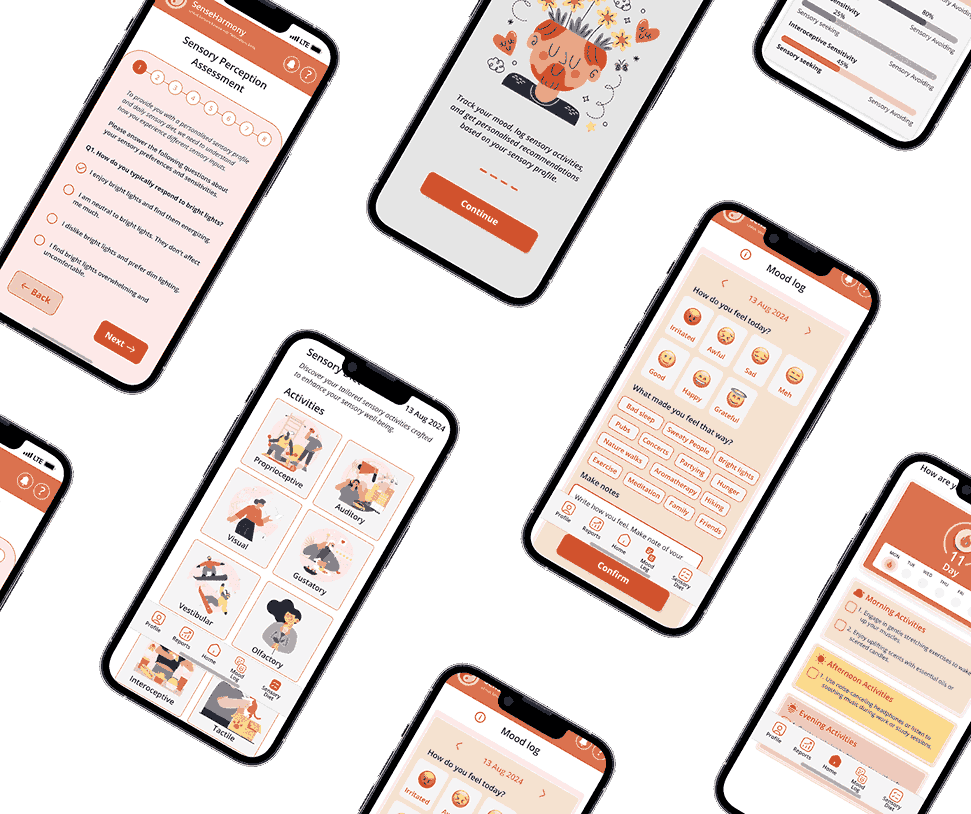 LTE
SenseHarmony
Sensory Perception
Assessment
1
2
3
4
5
6
7
8
To provide you with a personalised sensory profile
and daily sensory diet, we need to understand
how you experience different sensory inputs.
Please answer the following questions about
your sensory preferences and sensitivities.
Q1. How do you typically respond to bright lights?
I enjoy bright lights and find them energizing.
I am neutral to bright lights. They don't affect
me much.
I dislike bright lights and prefer dim lighting.
I find bright lights overwhelming and
uncomfortable.
← Back
Next →
Track your mood, log sensory activities,
and get personalised recommendations
based on your sensory profile.
Continue
Sensitivity
25%
80%
Sensory seeking
Sensory Avoiding
Interoceptive Sensitivity
45%
Sensory Avoiding
Sensory seeking
Sensory Avoiding
Mood log
13 Aug 2024
How do you feel today?
Irritated
Awful
Sad
Meh
Good
Happy
Grateful
What made you feel that way?
Bad sleep
Sweaty People
Bright lights
Pubs
Concerts
Partying
Hunger
Nature walks
Aromatherapy
Hiking
Exercise
Meditation
Family
Friends
Make notes
Write how you feel. Make note of your
Profile
Reports
Home
Mood
Log
Sensory
Diet
Confirm
Sensory
13 Aug 2024
Discover your tailored sensory activities crafted
to enhance your sensory well-being.
Activities
Proprioceptive
Auditory
Visual
Gustatory
Vestibular
Olfactory
Profile
Reports
Home
Mood
Log
Sensory
Diet
Interoceptive
Tactile
LTE
Mood log
13 Aug 2024
How do you feel today?
Irritated
Awful
How are y
11
Day
MON
TUE
WED
THU
FRI
Morning Activities
1. Engage in gentle stretching exercises to wake
up your muscles.
2. Enjoy uplifting scents with essential oils or
scented candles.
Afternoon Activities
1. Use noise-canceling headphones or listen to
soothing music during work or study sessions.
Evening Activities
Profile
Reports
Home
Mood
Log
Sensory
Diet